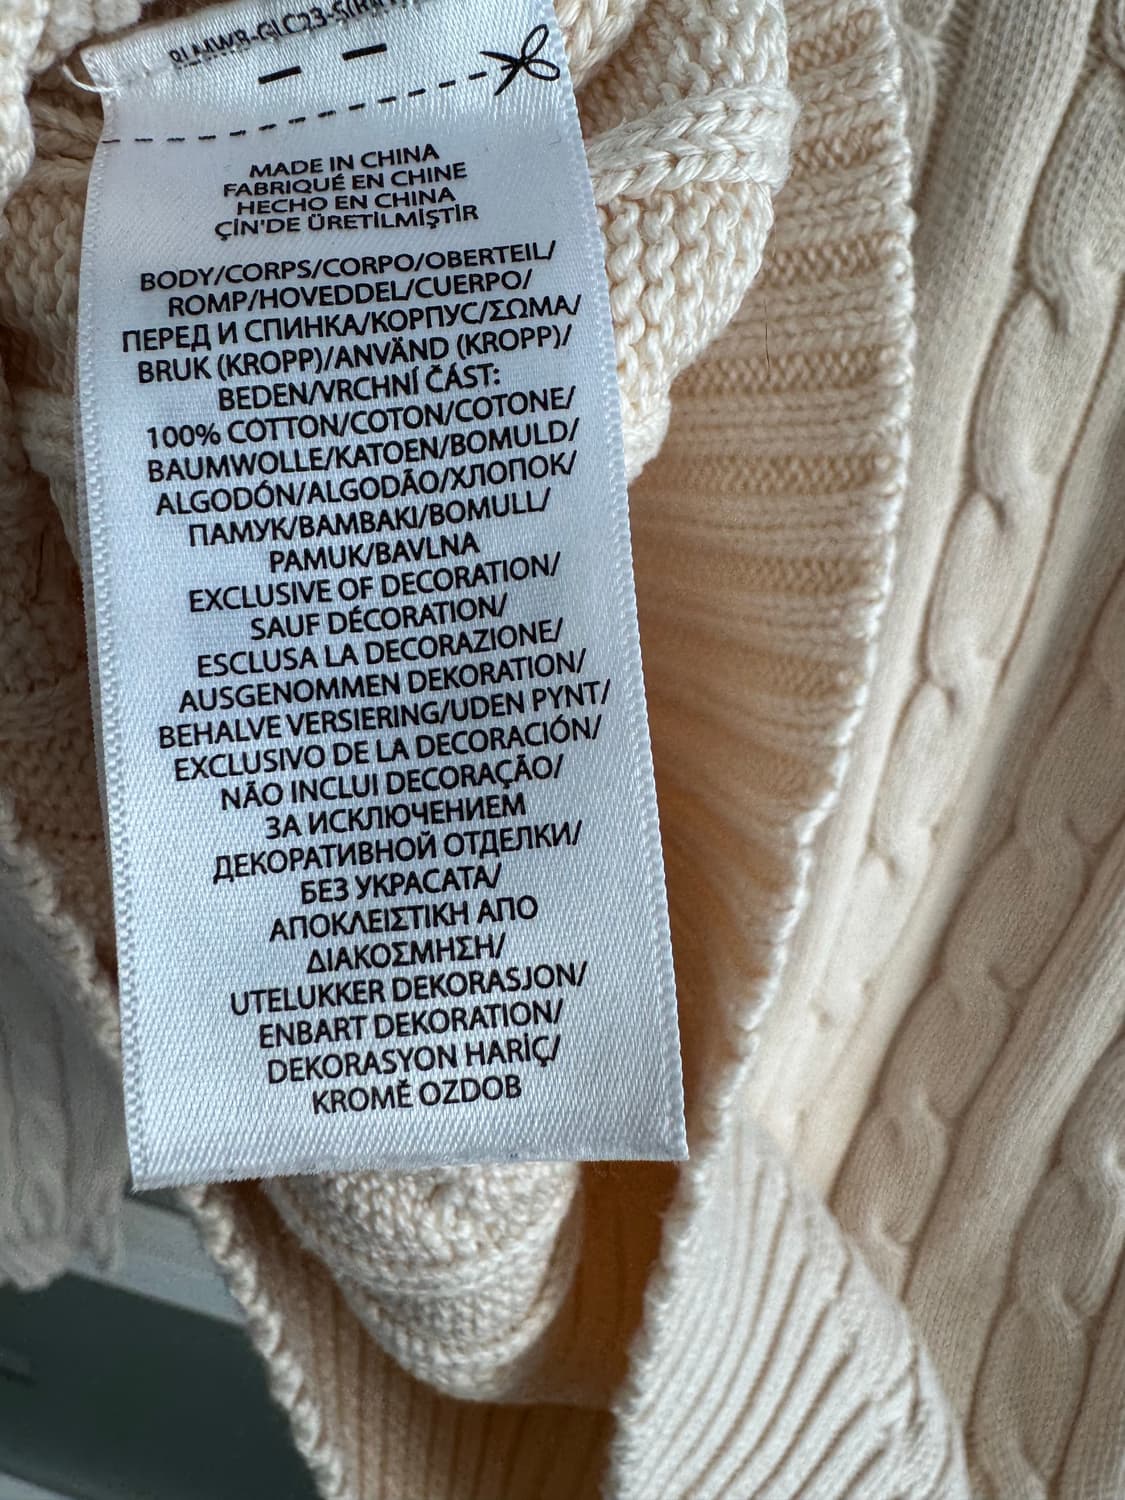 MADE IN CHINA
FABRIQUÉ EN CHINE
HECHO EN CHINA
ÇİN'DE ÜRETİLMİŞTİR
BODY/CORPS/CORPO/OBERTEIL/
ROMP/HOVEDDEL/CUERPO/
ПЕРЕД И СПИНКА/КОРПУС/ΣΩΜΑ/
BRUK (KROPP)/ANVÄND (KROPP)/
BEDEN/VRCHNÍ ČÁST:
100% COTTON/COTON/COTONE/
BAUMWOLLE/KATOEN/BOMULD/
ALGODÓN/ALGODÃO/ХЛОПОК/
ПАМУК/ΒΑΜΒΑΚΙ/BOMULL/
PAMUK/BAVLNA
EXCLUSIVE OF DECORATION/
SAUF DÉCORATION/
ESCLUSA LA DECORAZIONE/
AUSGENOMMEN DEKORATION/
BEHALVE VERSIERING/UDEN PYNT/
EXCLUSIVO DE LA DECORACIÓN/
NÃO INCLUI DECORAÇÃO/
ЗА ИСКЛЮЧЕНИЕМ
ДЕКОРАТИВНОЙ ОТДЕЛКИ/
БЕЗ УКРАСАТА/
ΑΠΟΚΛΕΙΣΤΙΚΗ ΑΠΟ
ΔΙΑΚΟΣΜΗΣΗ/
UTELUKKER DEKORASJON/
ENBART DEKORATION/
DEKORASYON HARİÇ/
KROMĚ OZDOB